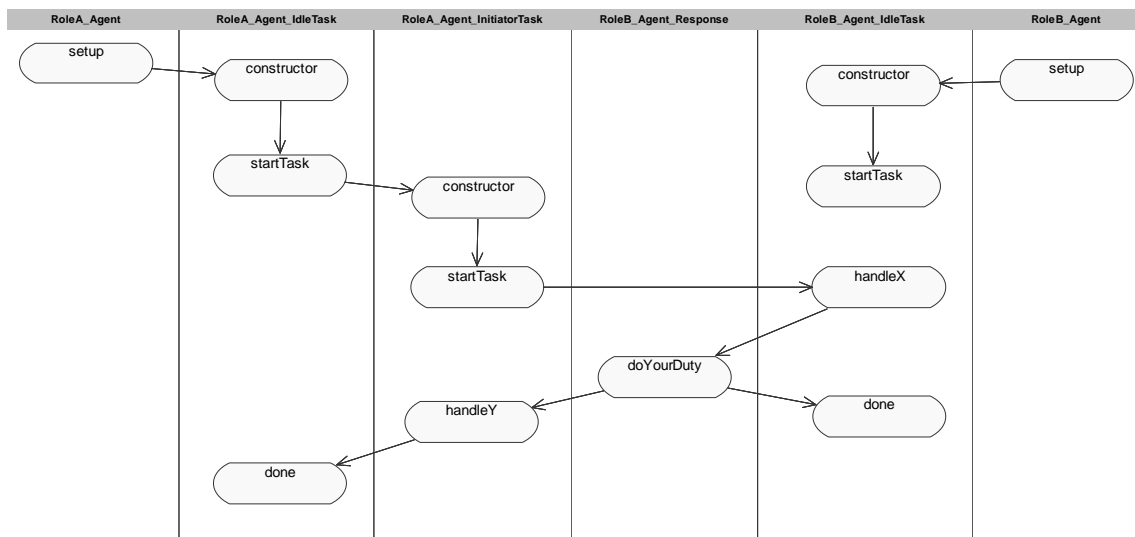 RoleA_Agent
RoleA_Agent_IdleTask
RoleA_Agent_InitiatorTask
RoleB_Agent_Response
RoleB_Agent_IdleTask
RoleB_Agent
setup
constructor
constructor
setup
startTask
constructor
startTask
startTask
handleX
doYourDuty
handleY
done
done